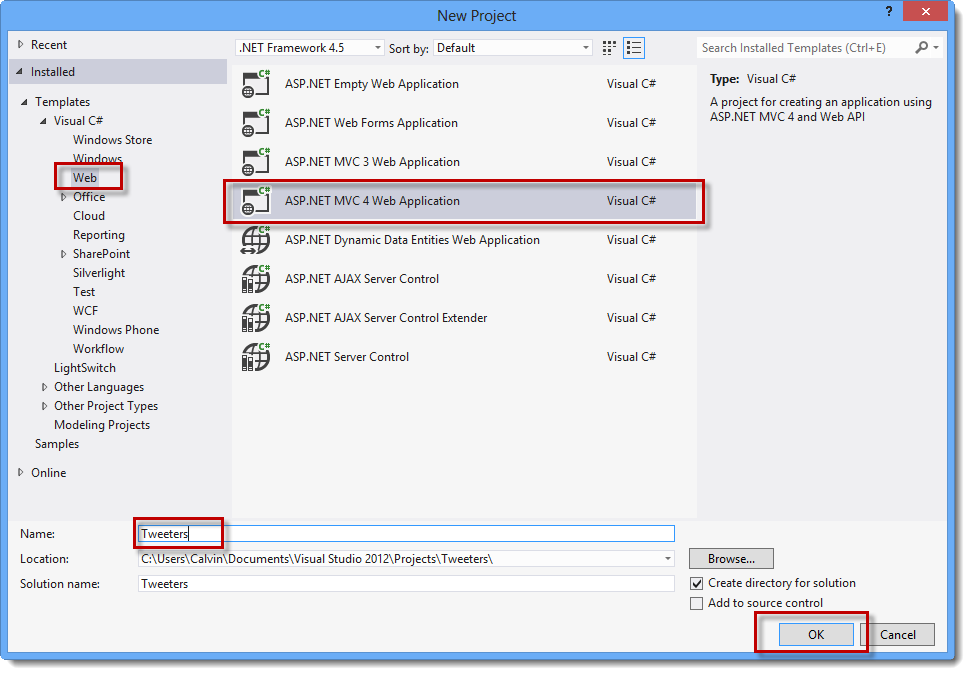 New Project
?
Recent
Installed
Templates
Visual C#
Windows Store
Windows
Web
Office
Cloud
Reporting
SharePoint
Silverlight
Test
WCF
Windows Phone
Workflow
LightSwitch
Other Languages
Other Project Types
Modeling Projects
Samples
Online
.NET Framework 4.5 Sort by: Default
C# ASP.NET Empty Web Application Visual C#
C# ASP.NET Web Forms Application Visual C#
C# ASP.NET MVC 3 Web Application Visual C#
C# ASP.NET MVC 4 Web Application Visual C#
C# ASP.NET Dynamic Data Entities Web Application Visual C#
C# ASP.NET AJAX Server Control Visual C#
C# ASP.NET AJAX Server Control Extender Visual C#
C# ASP.NET Server Control Visual C#
Search Installed Templates (Ctrl+E)
Type: Visual C#
A project for creating an application using
ASP.NET MVC 4 and Web API
Name: Tweeters
Location: C:\Users\Calvin\Documents\Visual Studio 2012\Projects\Tweeters\ Browse...
Solution name: Tweeters
Create directory for solution
Add to source control
OK Cancel